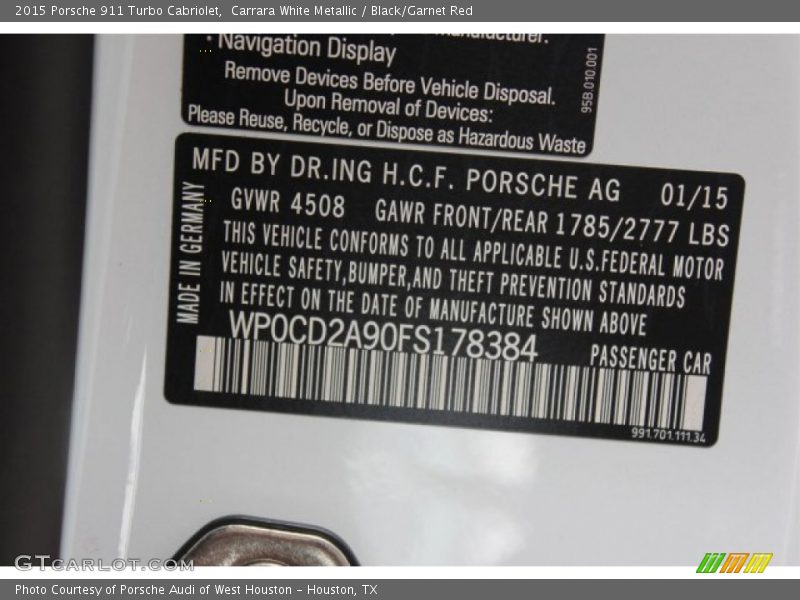 2015 Porsche 911 Turbo Cabriolet,  Carrara White Metallic / Black/Garnet Red
manufacturer.
· Navigation Display
Remove Devices Before Vehicle Disposal.
Upon Removal of Devices:
Please Reuse, Recycle, or Dispose as Hazardous Waste
95B.010.001
MFD BY DR.ING H.C.F. PORSCHE AG 01/15
GVWR 4508 GAWR FRONT/REAR 1785/2777 LBS
THIS VEHICLE CONFORMS TO ALL APPLICABLE U.S.FEDERAL MOTOR
VEHICLE SAFETY,BUMPER,AND THEFT PREVENTION STANDARDS
IN EFFECT ON THE DATE OF MANUFACTURE SHOWN ABOVE
MADE IN GERMANY
WP0CD2A90FS178384 PASSENGER CAR
991.701.111.34
GTCARLOT.COM
Photo Courtesy of Porsche Audi of West Houston – Houston, TX